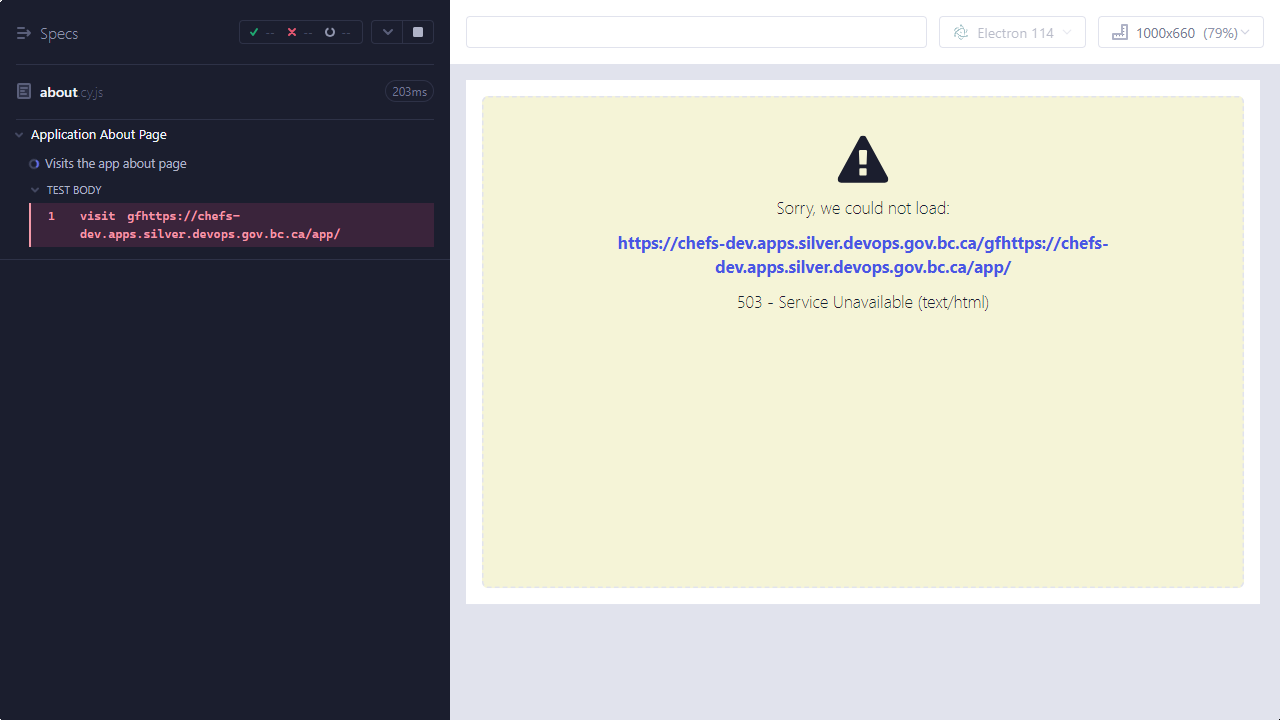 Specs
-- -- --
about.cy.js
203ms
Application About Page
Visits the app about page
TEST BODY
1 visit gfhttps://chefs-
dev.apps.silver.devops.gov.bc.ca/app/
Electron 114
1000x660 (79%)
Sorry, we could not load:
https://chefs-dev.apps.silver.devops.gov.bc.ca/gfhttps://chefs-
dev.apps.silver.devops.gov.bc.ca/app/
503 - Service Unavailable (text/html)